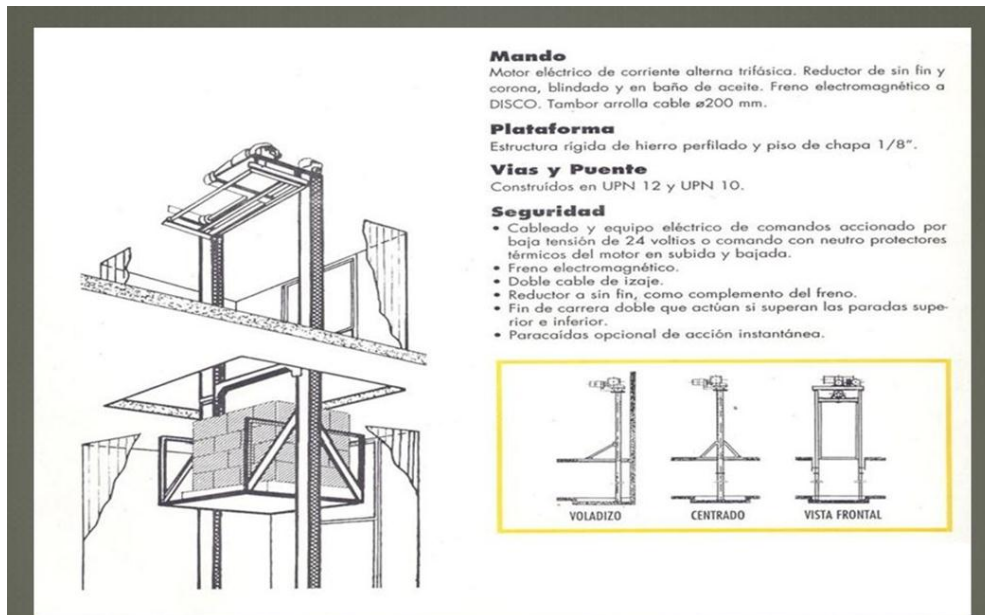 Mando
Motor eléctrico de corriente alterna trifásica. Reductor de sin fin y
corona, blindado y en baño de aceite. Freno electromagnético a
DISCO. Tambor arrolla cable ø200 mm.
Plataforma
Estructura rígida de hierro perfilado y piso de chapa 1/8”.
Vias y Puente
Construídos en UPN 12 y UPN 10.
Seguridad
• Cableado y equipo eléctrico de comandos accionado por
baja tensión de 24 voltios o comando con neutro protectores
térmicos del motor en subida y bajada.
• Freno electromagnético.
• Doble cable de izaje.
• Reductor a sin fin, como complemento del freno.
• Fin de carrera doble que actúan si superan las paradas supe-
rior e inferior.
• Paracaídas opcional de acción instantánea.
VOLADIZO
CENTRADO
VISTA FRONTAL